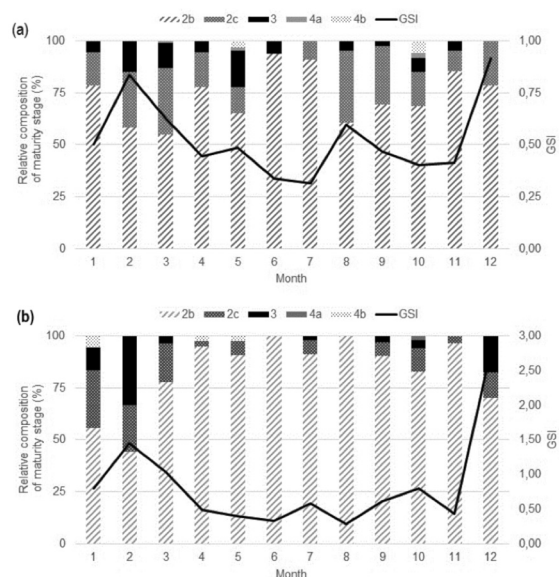 (a)
2b 2c 3 4a 4b GSI
Relative composition
of maturity stage (%)
100
75
50
25
0
1,00
0,75
0,50
0,25
0,00
GSI
1 2 3 4 5 6 7 8 9 10 11 12
Month
(b)
2b 2c 3 4a 4b GSI
Relative composition
of maturity stage (%)
100
75
50
25
0
3,00
2,50
2,00
1,50
1,00
0,50
0,00
GSI
1 2 3 4 5 6 7 8 9 10 11 12
Month